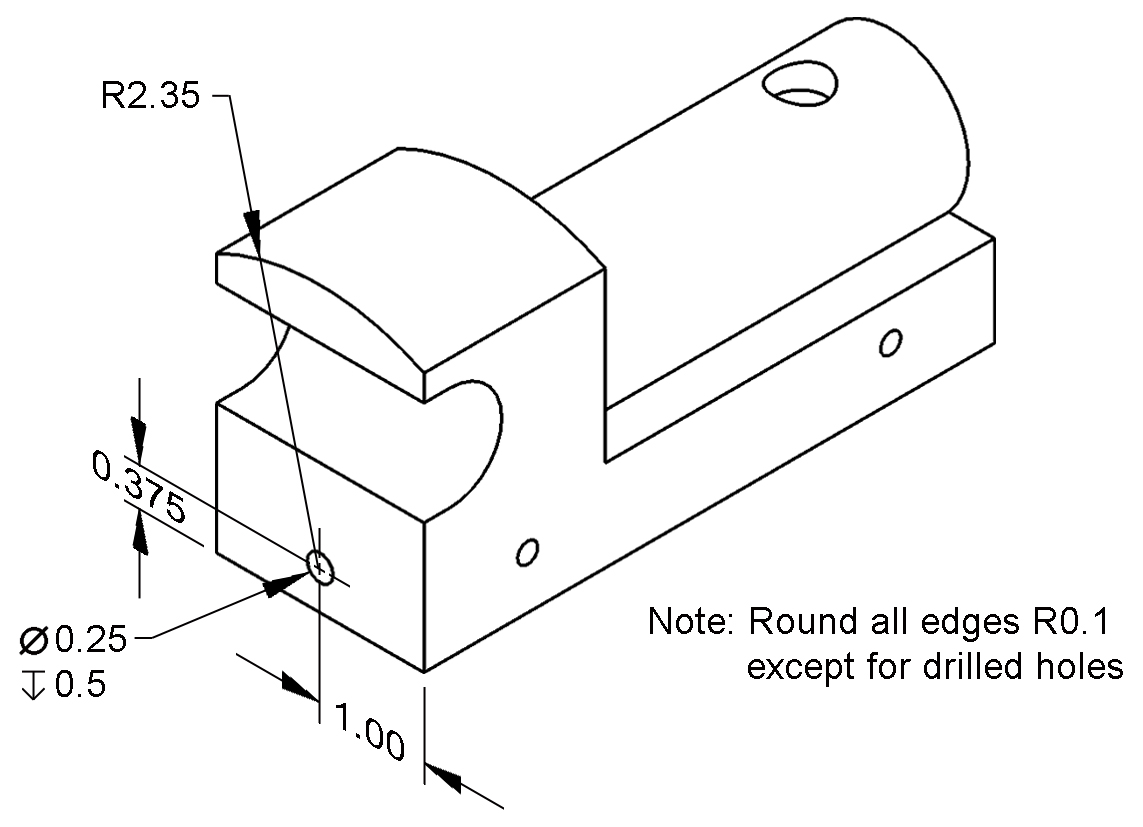 R2.35
0.375
⌀0.25
↧0.5
1.00
Note: Round all edges R0.1
except for drilled holes